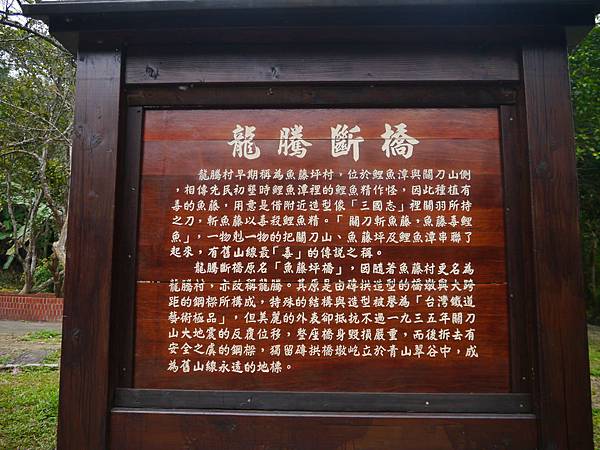 龍騰斷橋
龍騰村早期稱為魚藤坪村，位於鯉魚潭與關刀山側
，相傳先民初墾時鯉魚潭裡的鯉魚精作怪，因此種植有
毒的魚藤，用意是借附近造型像「三國志」裡關羽所持
之刀，斬魚藤以毒殺鯉魚精。「關刀斬魚藤，魚藤毒鯉
魚」，一物剋一物的把關刀山、魚藤坪及鯉魚潭串聯了
起來，有舊山線最「毒」的傳說之稱。
龍騰斷橋原名「魚藤坪橋」，因隨著魚藤村更名為
龍騰村，亦改稱龍騰。其原是由磚拱造型的橋墩與大跨
距的鋼樑所構成，特殊的結構與造型被譽為「台灣鐵道
藝術極品」，但美麗的外表卻抵抗不過一九三五年關刀
山大地震的反覆位移，整座橋身毀損嚴重，而後拆去有
安全之虞的鋼樑，獨留磚拱橋墩屹立於青山翠谷中，成
為舊山線永遠的地標。